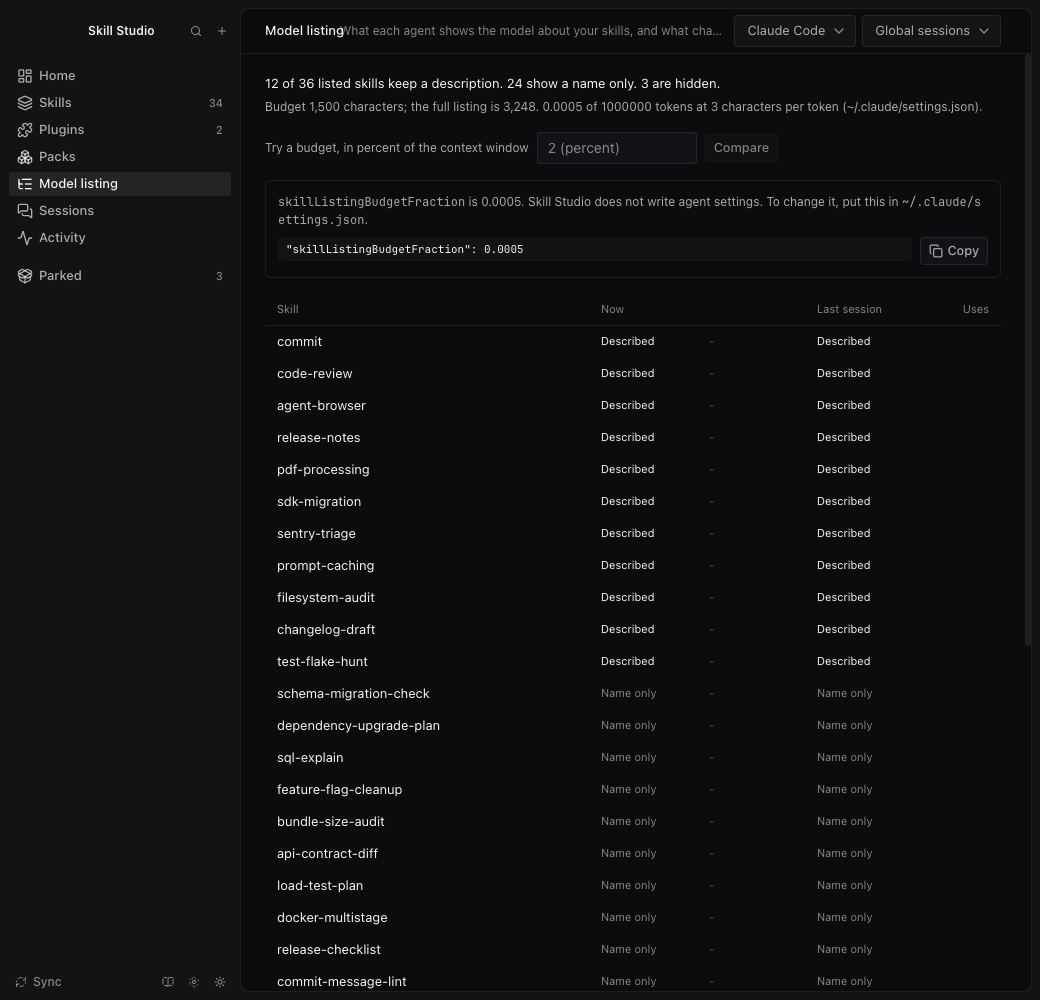 Skill Studio
Home
Skills 34
Plugins 2
Packs
Model listing
Sessions
Activity
Parked 3
Sync
Model listing What each agent shows the model about your skills, and what cha... Claude Code Global sessions
12 of 36 listed skills keep a description. 24 show a name only. 3 are hidden.
Budget 1,500 characters; the full listing is 3,248. 0.0005 of 1000000 tokens at 3 characters per token (~/.claude/settings.json).
Try a budget, in percent of the context window 2 (percent) Compare
skillListingBudgetFraction is 0.0005. Skill Studio does not write agent settings. To change it, put this in ~/.claude/s
ettings.json.
"skillListingBudgetFraction": 0.0005 Copy
Skill Now Last session Uses
commit Described - Described
code-review Described - Described
agent-browser Described - Described
release-notes Described - Described
pdf-processing Described - Described
sdk-migration Described - Described
sentry-triage Described - Described
prompt-caching Described - Described
filesystem-audit Described - Described
changelog-draft Described - Described
test-flake-hunt Described - Described
schema-migration-check Name only - Name only
dependency-upgrade-plan Name only - Name only
sql-explain Name only - Name only
feature-flag-cleanup Name only - Name only
bundle-size-audit Name only - Name only
api-contract-diff Name only - Name only
load-test-plan Name only - Name only
docker-multistage Name only - Name only
release-checklist Name only - Name only
commit-message-lint Name only - Name only